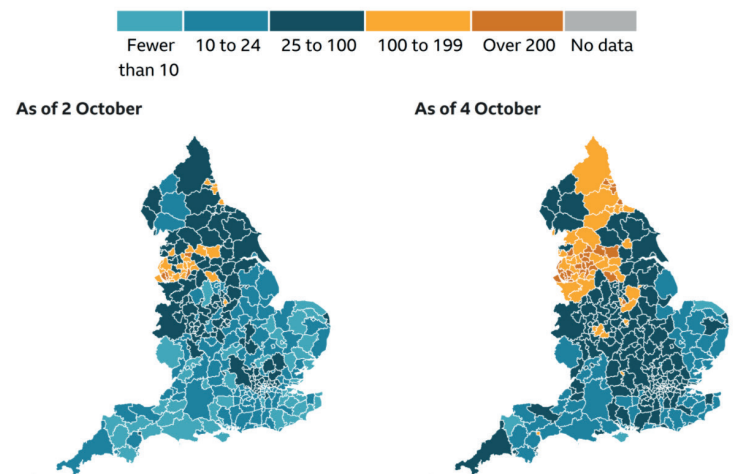 Fewer than 10
10 to 24
25 to 100
100 to 199
Over 200
No data
As of 2 October
As of 4 October